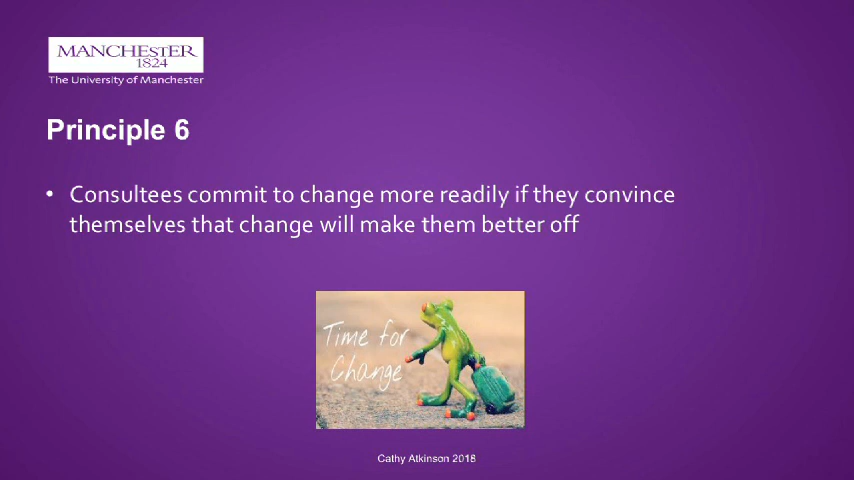 MANCHESTER
1824
The University of Manchester
Principle 6
• Consultees commit to change more readily if they convince
themselves that change will make them better off
Time for
Change
Cathy Atkinson 2018